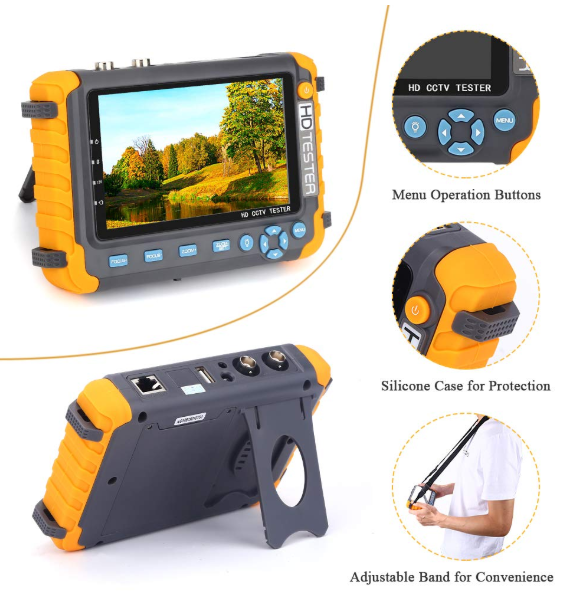 HD TESTER
HD CCTV TESTER
MENU
HD CCTV TESTER
MENU
Menu Operation Buttons
Silicone Case for Protection
Adjustable Band for Convenience